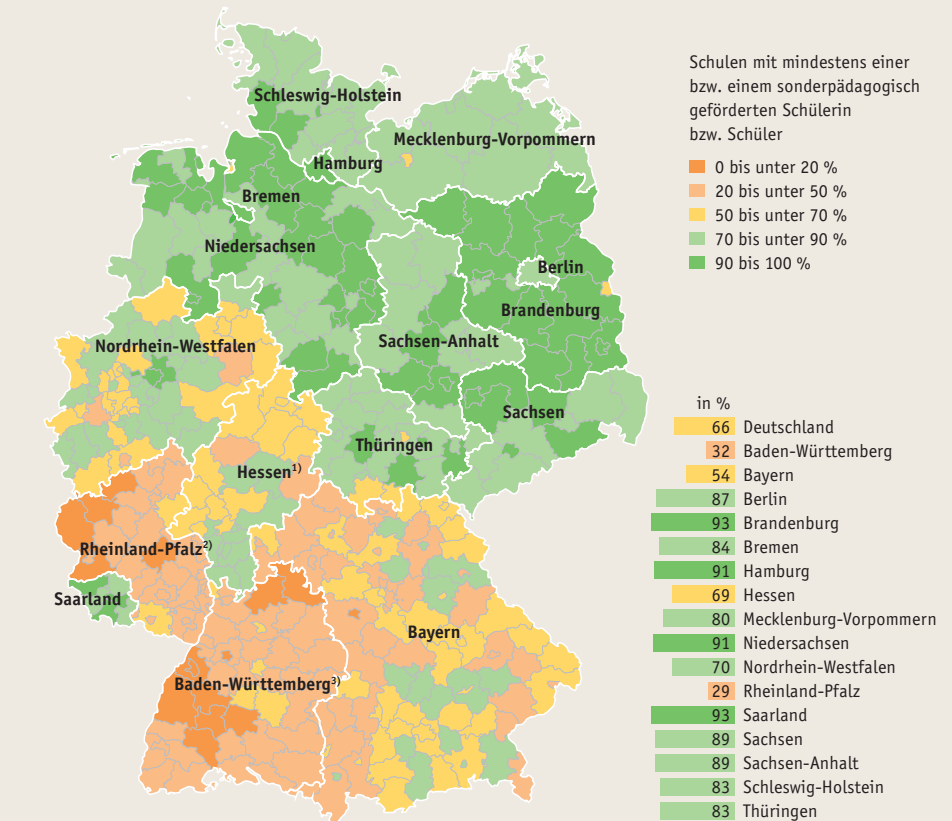 Schulen mit mindestens einer
bzw. einem sonderpädagogisch
geförderten Schülerin
bzw. Schüler
0 bis unter 20 %
20 bis unter 50 %
50 bis unter 70 %
70 bis unter 90 %
90 bis 100 %
Schleswig-Holstein
Mecklenburg-Vorpommern
Hamburg
Bremen
Niedersachsen
Berlin
Brandenburg
Sachsen-Anhalt
Nordrhein-Westfalen
Sachsen
Thüringen
Hessen1)
Rheinland-Pfalz2)
Saarland
Bayern
Baden-Württemberg3)
in %
66 Deutschland
32 Baden-Württemberg
54 Bayern
87 Berlin
93 Brandenburg
84 Bremen
91 Hamburg
69 Hessen
80 Mecklenburg-Vorpommern
91 Niedersachsen
70 Nordrhein-Westfalen
29 Rheinland-Pfalz
93 Saarland
89 Sachsen
89 Sachsen-Anhalt
83 Schleswig-Holstein
83 Thüringen